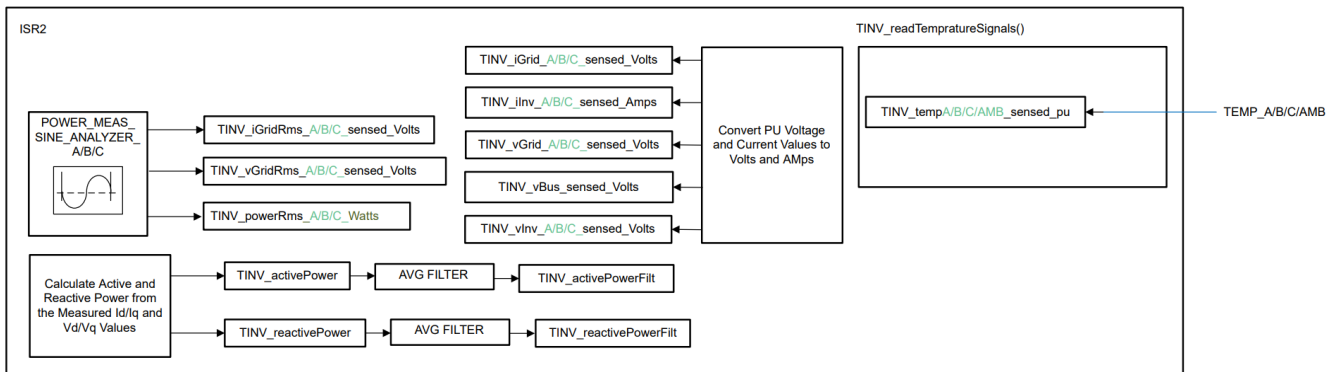 ISR2
POWER_MEAS_
SINE_ANALYZER_
A/B/C
TINV_iGridRms_A/B/C_sensed_Volts
TINV_vGridRms_A/B/C_sensed_Volts
TINV_powerRms_A/B/C_Watts
Calculate Active and
Reactive Power from
the Measured Id/Iq and
Vd/Vq Values
TINV_activePower
AVG FILTER
TINV_activePowerFilt
TINV_reactivePower
AVG FILTER
TINV_reactivePowerFilt
TINV_iGrid_A/B/C_sensed_Volts
TINV_iInv_A/B/C_sensed_Amps
TINV_vGrid_A/B/C_sensed_Volts
TINV_vBus_sensed_Volts
TINV_vInv_A/B/C_sensed_Volts
Convert PU Voltage
and Current Values to
Volts and AMps
TINV_readTempratureSignals()
TINV_tempA/B/C/AMB_sensed_pu
TEMP_A/B/C/AMB